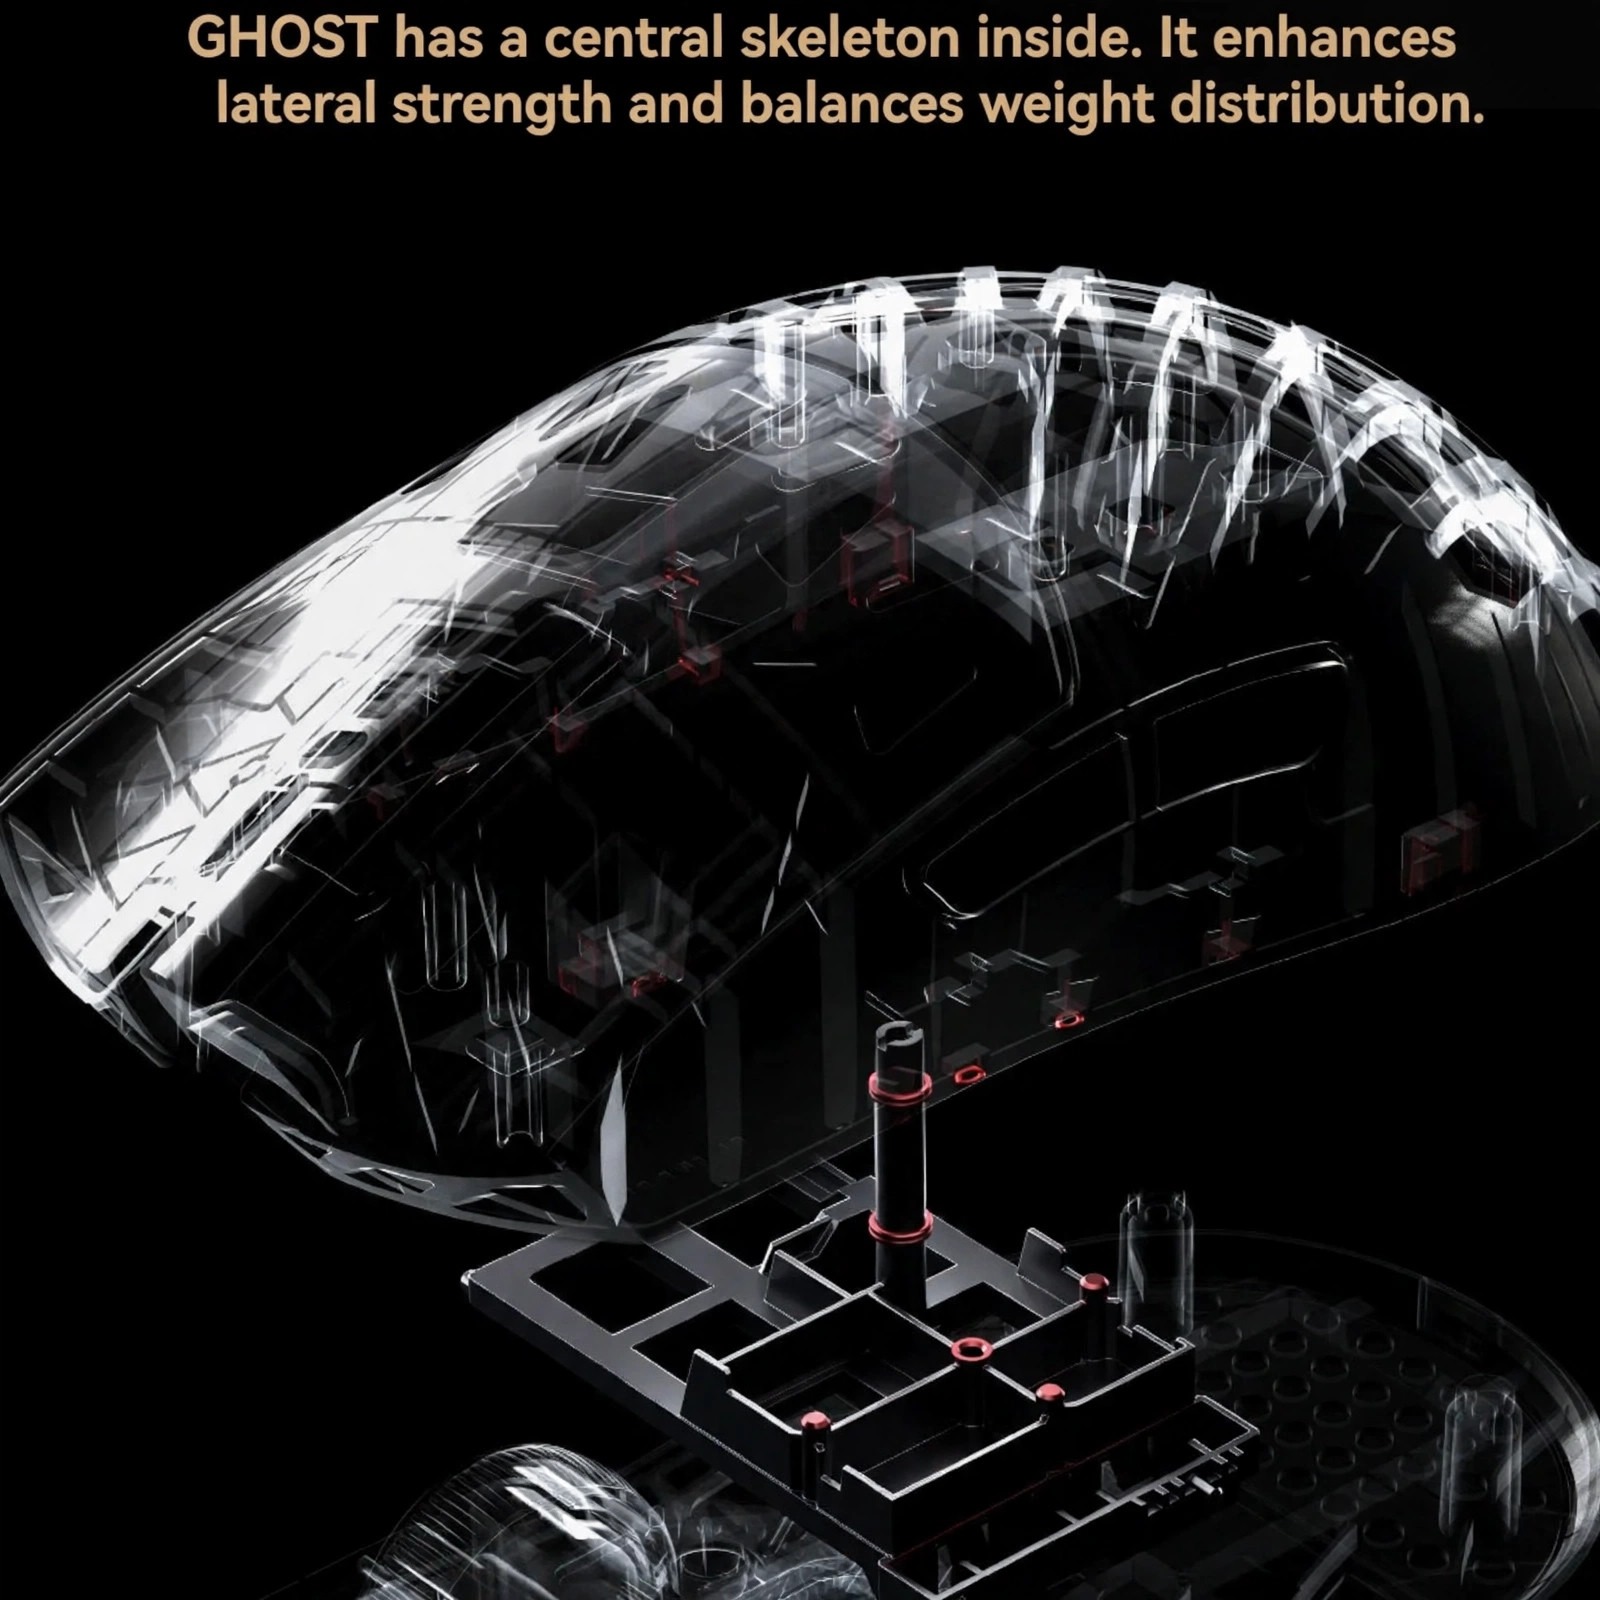 GHOST has a central skeleton inside. It enhances
lateral strength and balances weight distribution.